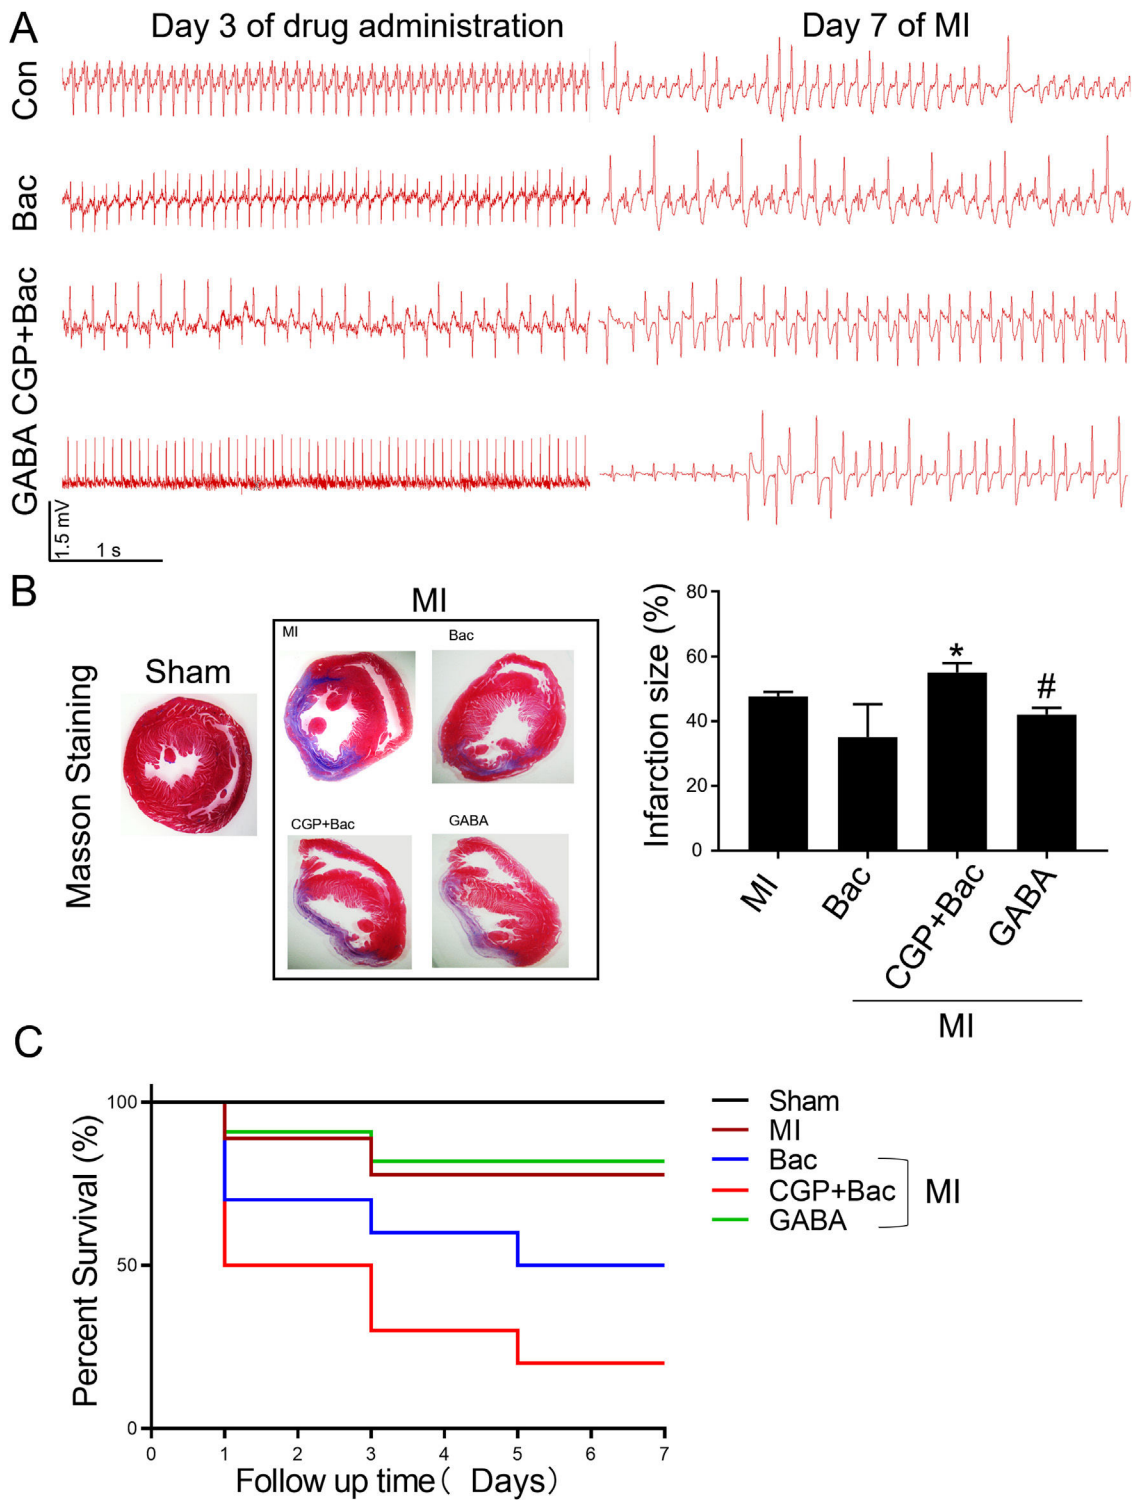 A
Day 3 of drug administration
Day 7 of MI
Con
Bac
CGP+Bac
GABA
1.5 mV
1 s
B
MI
Masson Staining
Sham
MI
Bac
CGP+Bac
GABA
Infarction size (%)
80
60
40
20
0
*
#
MI
Bac
CGP+Bac
GABA
MI
C
Percent Survival (%)
100
50
0
0 1 2 3 4 5 6 7
Follow up time( Days)
Sham
MI
Bac
CGP+Bac
GABA
MI